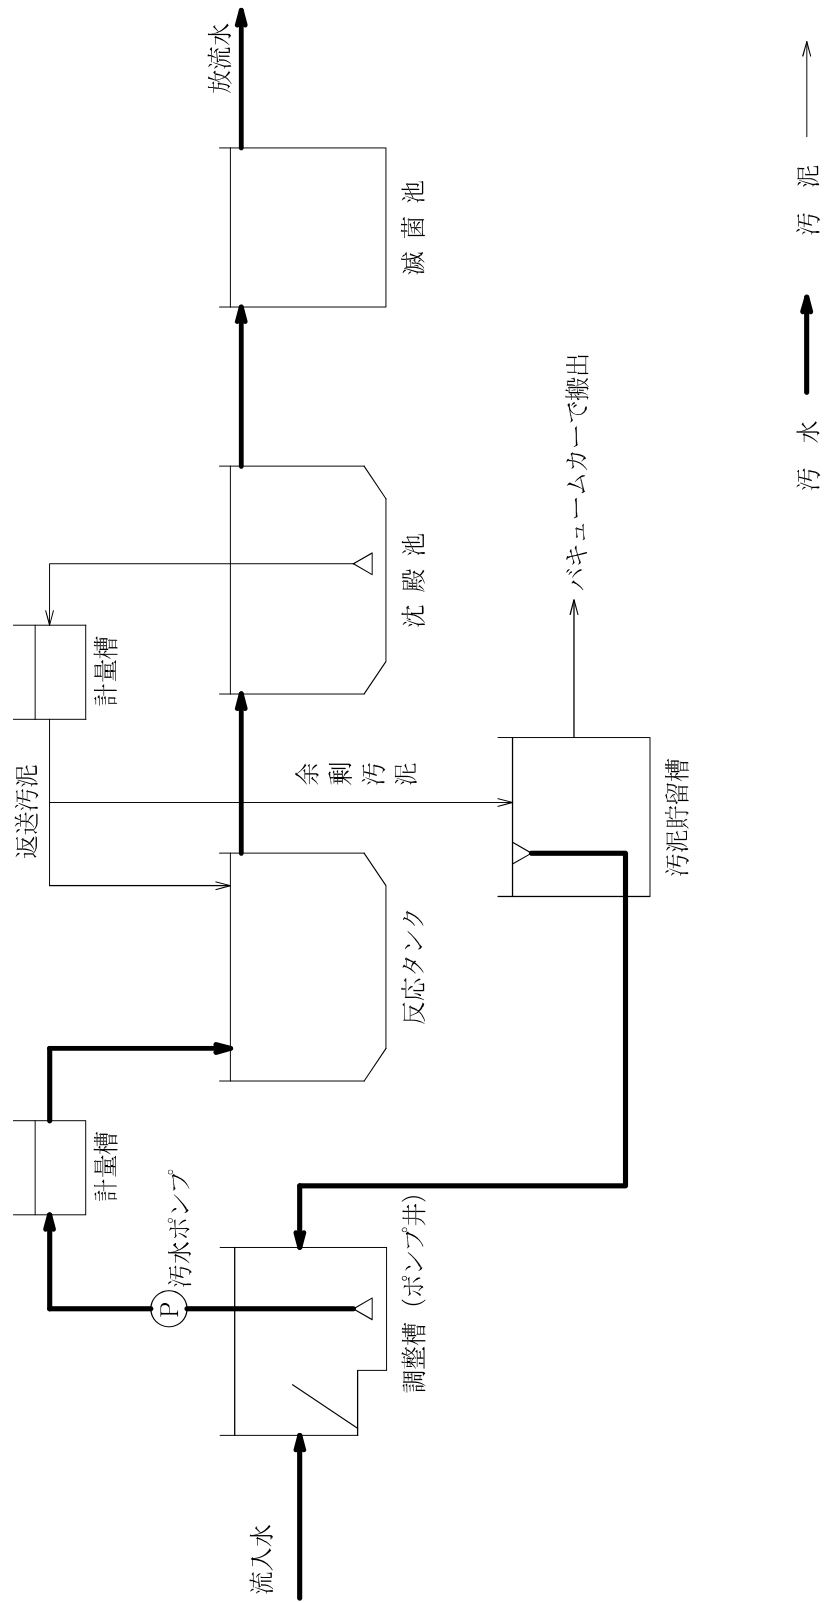 流入水
調整槽 (ポンプ井)
P
汚水ポンプ
計量槽
反応タンク
返送汚泥
余剰汚泥
計量槽
沈殿池
滅菌池
放流水
汚泥貯留槽
バキュームカーで搬出
汚水
汚泥